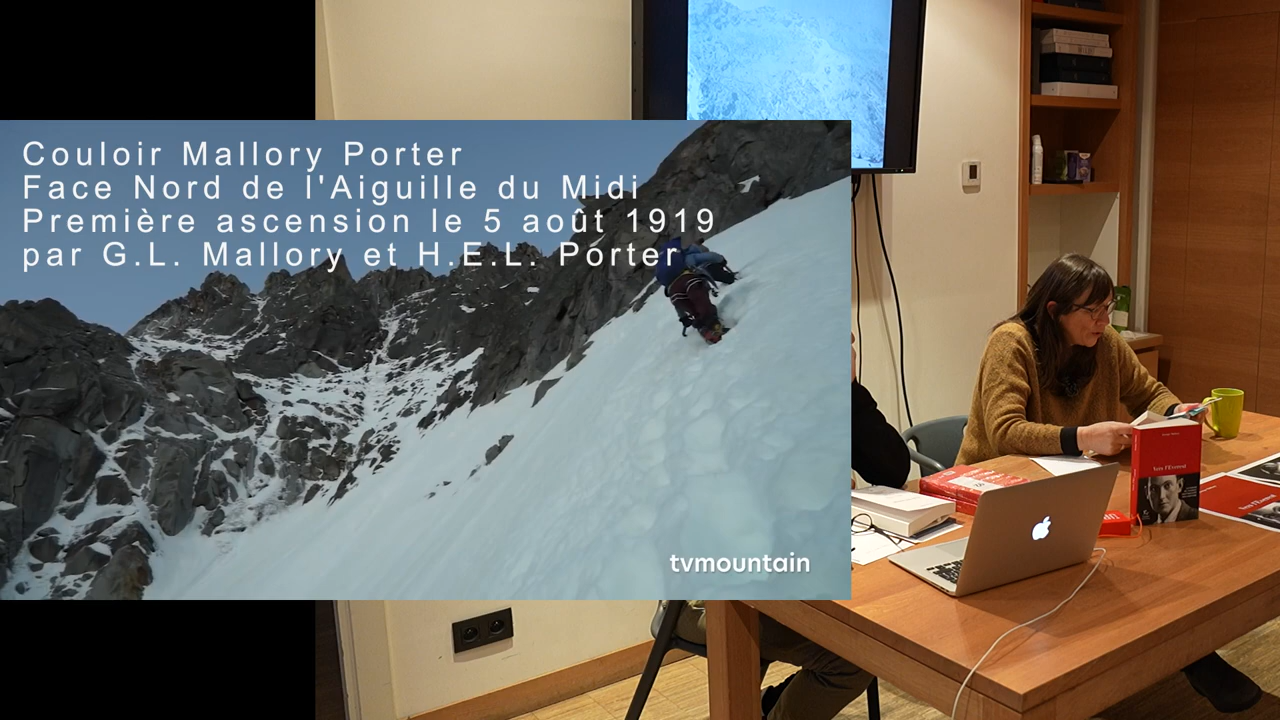 Couloir Mallory Porter
Face Nord de l'Aiguille du Midi
Première ascension le 5 août 1919
par G.L. Mallory et H.E.L. Porter
tvmountain
Vers l'Everest